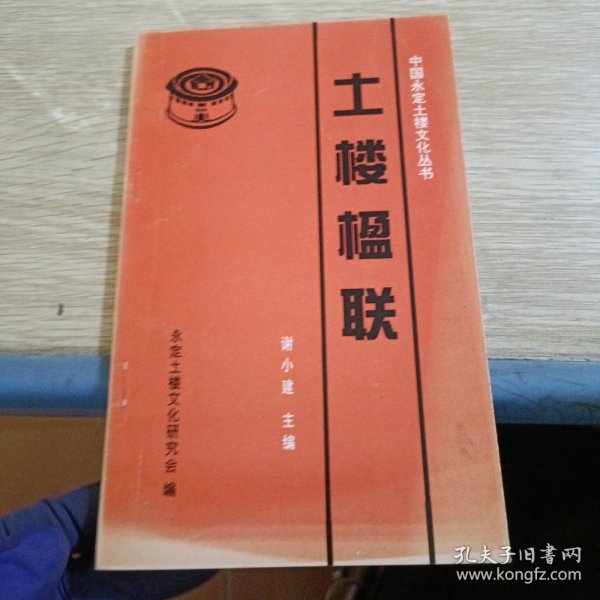 中国永定土楼文化丛书
土楼楹联
谢小建 主编
永定土楼文化研究会 编
孔夫子旧书网
www.kongfz.com